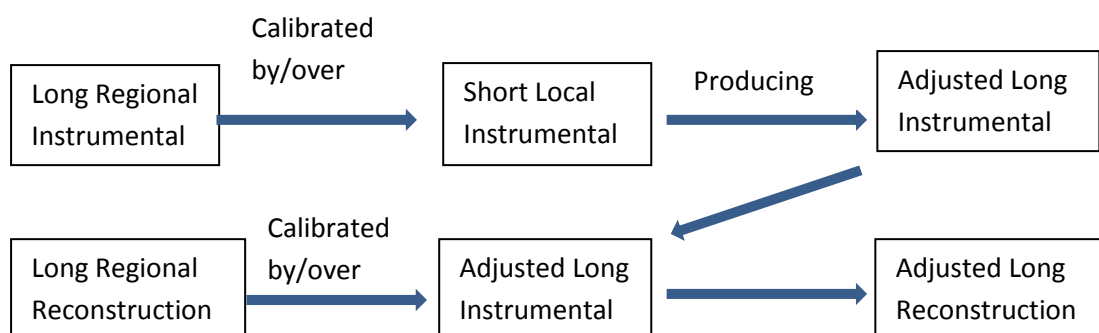 Calibrated
by/over
Long Regional
Instrumental
Short Local
Instrumental
Producing
Adjusted Long
Instrumental
Calibrated
by/over
Long Regional
Reconstruction
Adjusted Long
Instrumental
Adjusted Long
Reconstruction